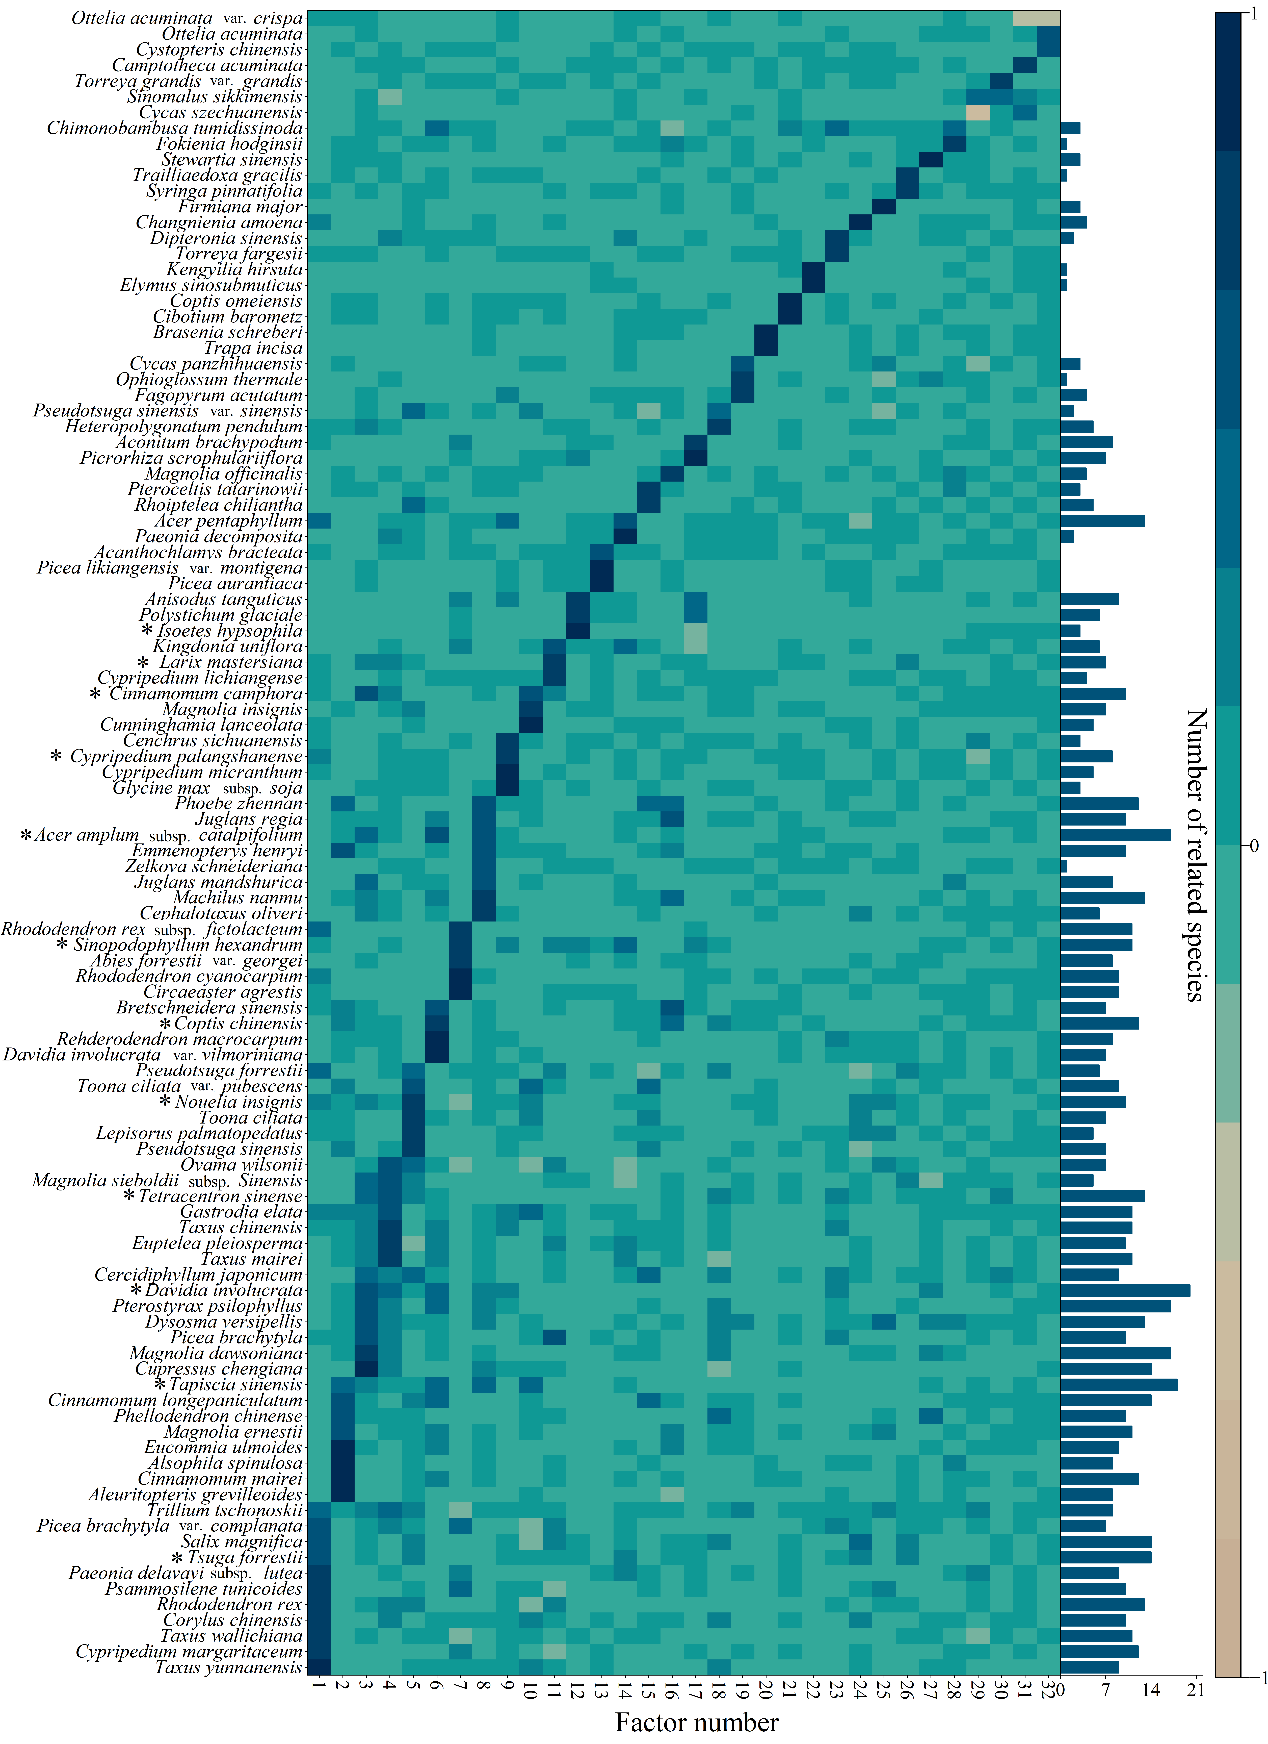 Ottelia acuminata var. crispa
Ottelia acuminata
Cystopteris chinensis
Camptotheca acuminata
Torreya grandis var. grandis
Sinomalus sikkimensis
Cycas szechuanensis
Chimonobambusa tumidissinoda
Fokienia hodginsii
Stewartia sinensis
Trailliaedoxa gracilis
Syringa pinnatifolia
Firmiana major
Changnienia amoena
Dipteronia sinensis
Torreya fargesii
Kengyilia hirsuta
Elymus sinosubmuticus
Coptis omeiensis
Cibotium barometz
Brasenia schreberi
Trapa incisa
Cycas panzhihuaensis
Ophioglossum thermale
Fagopyrum acutatum
Pseudotsuga sinensis var. sinensis
Heteropolygonatum pendulum
Aconitum brachypodum
Picrorhiza scrophulariiflora
Magnolia officinalis
Pteroceltis tatarinowii
Rhoiptelea chiliantha
Acer pentaphyllum
Paeonia decomposita
Acanthochlamys bracteata
Picea likiangensis var. montigena
Picea aurantiaca
Anisodus tanguticus
Polystichum glaciale
* Isoetes hypsophila
Kingdonia uniflora
* Larix mastersiana
Cypripedium lichiangense
* Cinnamomum camphora
Magnolia insignis
Cunninghamia lanceolata
Cenchrus sichuanensis
* Cypripedium palangshanense
Cypripedium micranthum
Glycine max subsp. soja
Phoebe zhennan
Juglans regia
* Acer amplum subsp. catalpifolium
Emmenopterys henryi
Zelkova schneideriana
Juglans mandshurica
Machilus nanmu
Cephalotaxus oliveri
Rhododendron rex subsp. fictolacteum
* Sinopodophyllum hexandrum
Abies forrestii var. georgei
Rhododendron cyanocarpum
Circaeaster agrestis
Bretschneidera sinensis
* Coptis chinensis
Rehderodendron macrocarpum
Davidia involucrata var. vilmoriniana
Pseudotsuga forrestii
Toona ciliata var. pubescens
* Nouelia insignis
Toona ciliata
Lepisorus palmatopedatus
Pseudotsuga sinensis
Oyama wilsonii
Magnolia sieboldii subsp. Sinensis
* Tetracentron sinense
Gastrodia elata
Taxus chinensis
Euptelea pleiosperma
Taxus mairei
Cercidiphyllum japonicum
* Davidia involucrata
Pterostyrax psilophyllus
Dysosma versipellis
Picea brachytyla
Magnolia dawsoniana
Cupressus chengiana
* Tapiscia sinensis
Cinnamomum longepaniculatum
Phellodendron chinense
Magnolia ernestii
Eucommia ulmoides
Alsophila spinulosa
Cinnamomum mairei
Aleuritopteris grevilleoides
Trillium tschonoskii
Picea brachytyla var. complanata
Salix magnifica
* Tsuga forrestii
Paeonia delavayi subsp. lutea
Psammosilene tunicoides
Rhododendron rex
Corylus chinensis
Taxus wallichiana
Cypripedium margaritaceum
Taxus yunnanensis
1 2 3 4 5 6 7 8 9 10 11 12 13 14 15 16 17 18 19 20 21 22 23 24 25 26 27 28 29 30 31 32
Factor number
0 7 14 21
Number of related species
1
0
-1